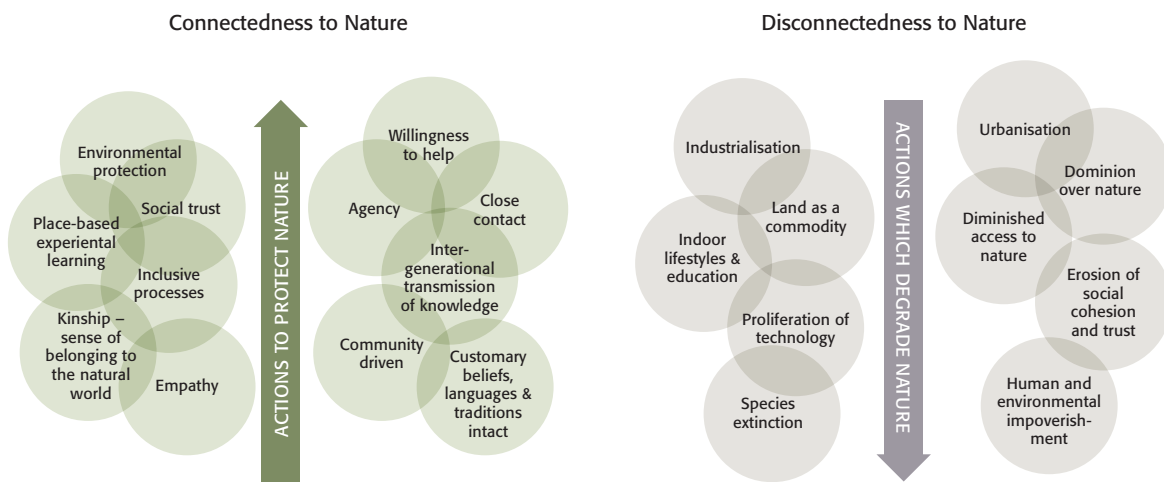 Connectedness to Nature
Environmental
protection
Social trust
Place-based
experiental
learning
Inclusive
processes
Kinship –
sense of
belonging to
the natural
world
Empathy
ACTIONS TO PROTECT NATURE
Willingness
to help
Agency
Close
contact
Inter-
generational
transmission
of knowledge
Community
driven
Customary
beliefs,
languages &
traditions
intact
Disconnectedness to Nature
Industrialisation
Land as a
commodity
Indoor
lifestyles &
education
Proliferation of
technology
Species
extinction
ACTIONS WHICH DEGRADE NATURE
Urbanisation
Dominion
over nature
Diminished
access to
nature
Erosion of
social
cohesion
and trust
Human and
environmental
impoverish-
ment